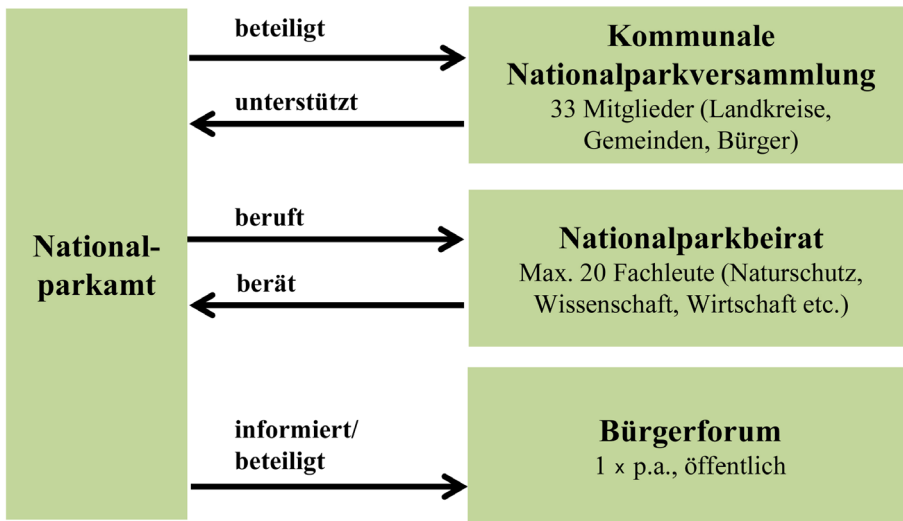 National-
parkamt
beteiligt
unterstützt
Kommunale
Nationalparkversammlung
33 Mitglieder (Landkreise,
Gemeinden, Bürger)
beruft
berät
Nationalparkbeirat
Max. 20 Fachleute (Naturschutz,
Wissenschaft, Wirtschaft etc.)
informiert/
beteiligt
Bürgerforum
1 × p.a., öffentlich